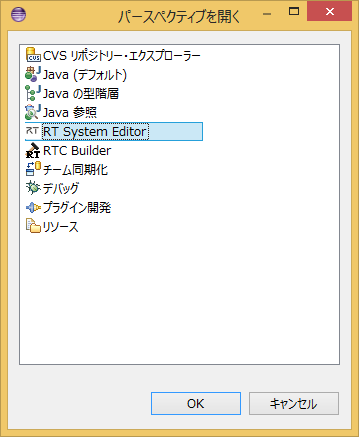 パースペクティブを開く
CVS リポジトリー・エクスプローラー
Java (デフォルト)
Java の型階層
Java 参照
RT System Editor
RTC Builder
チーム同期化
デバッグ
プラグイン開発
リソース
OK
キャンセル